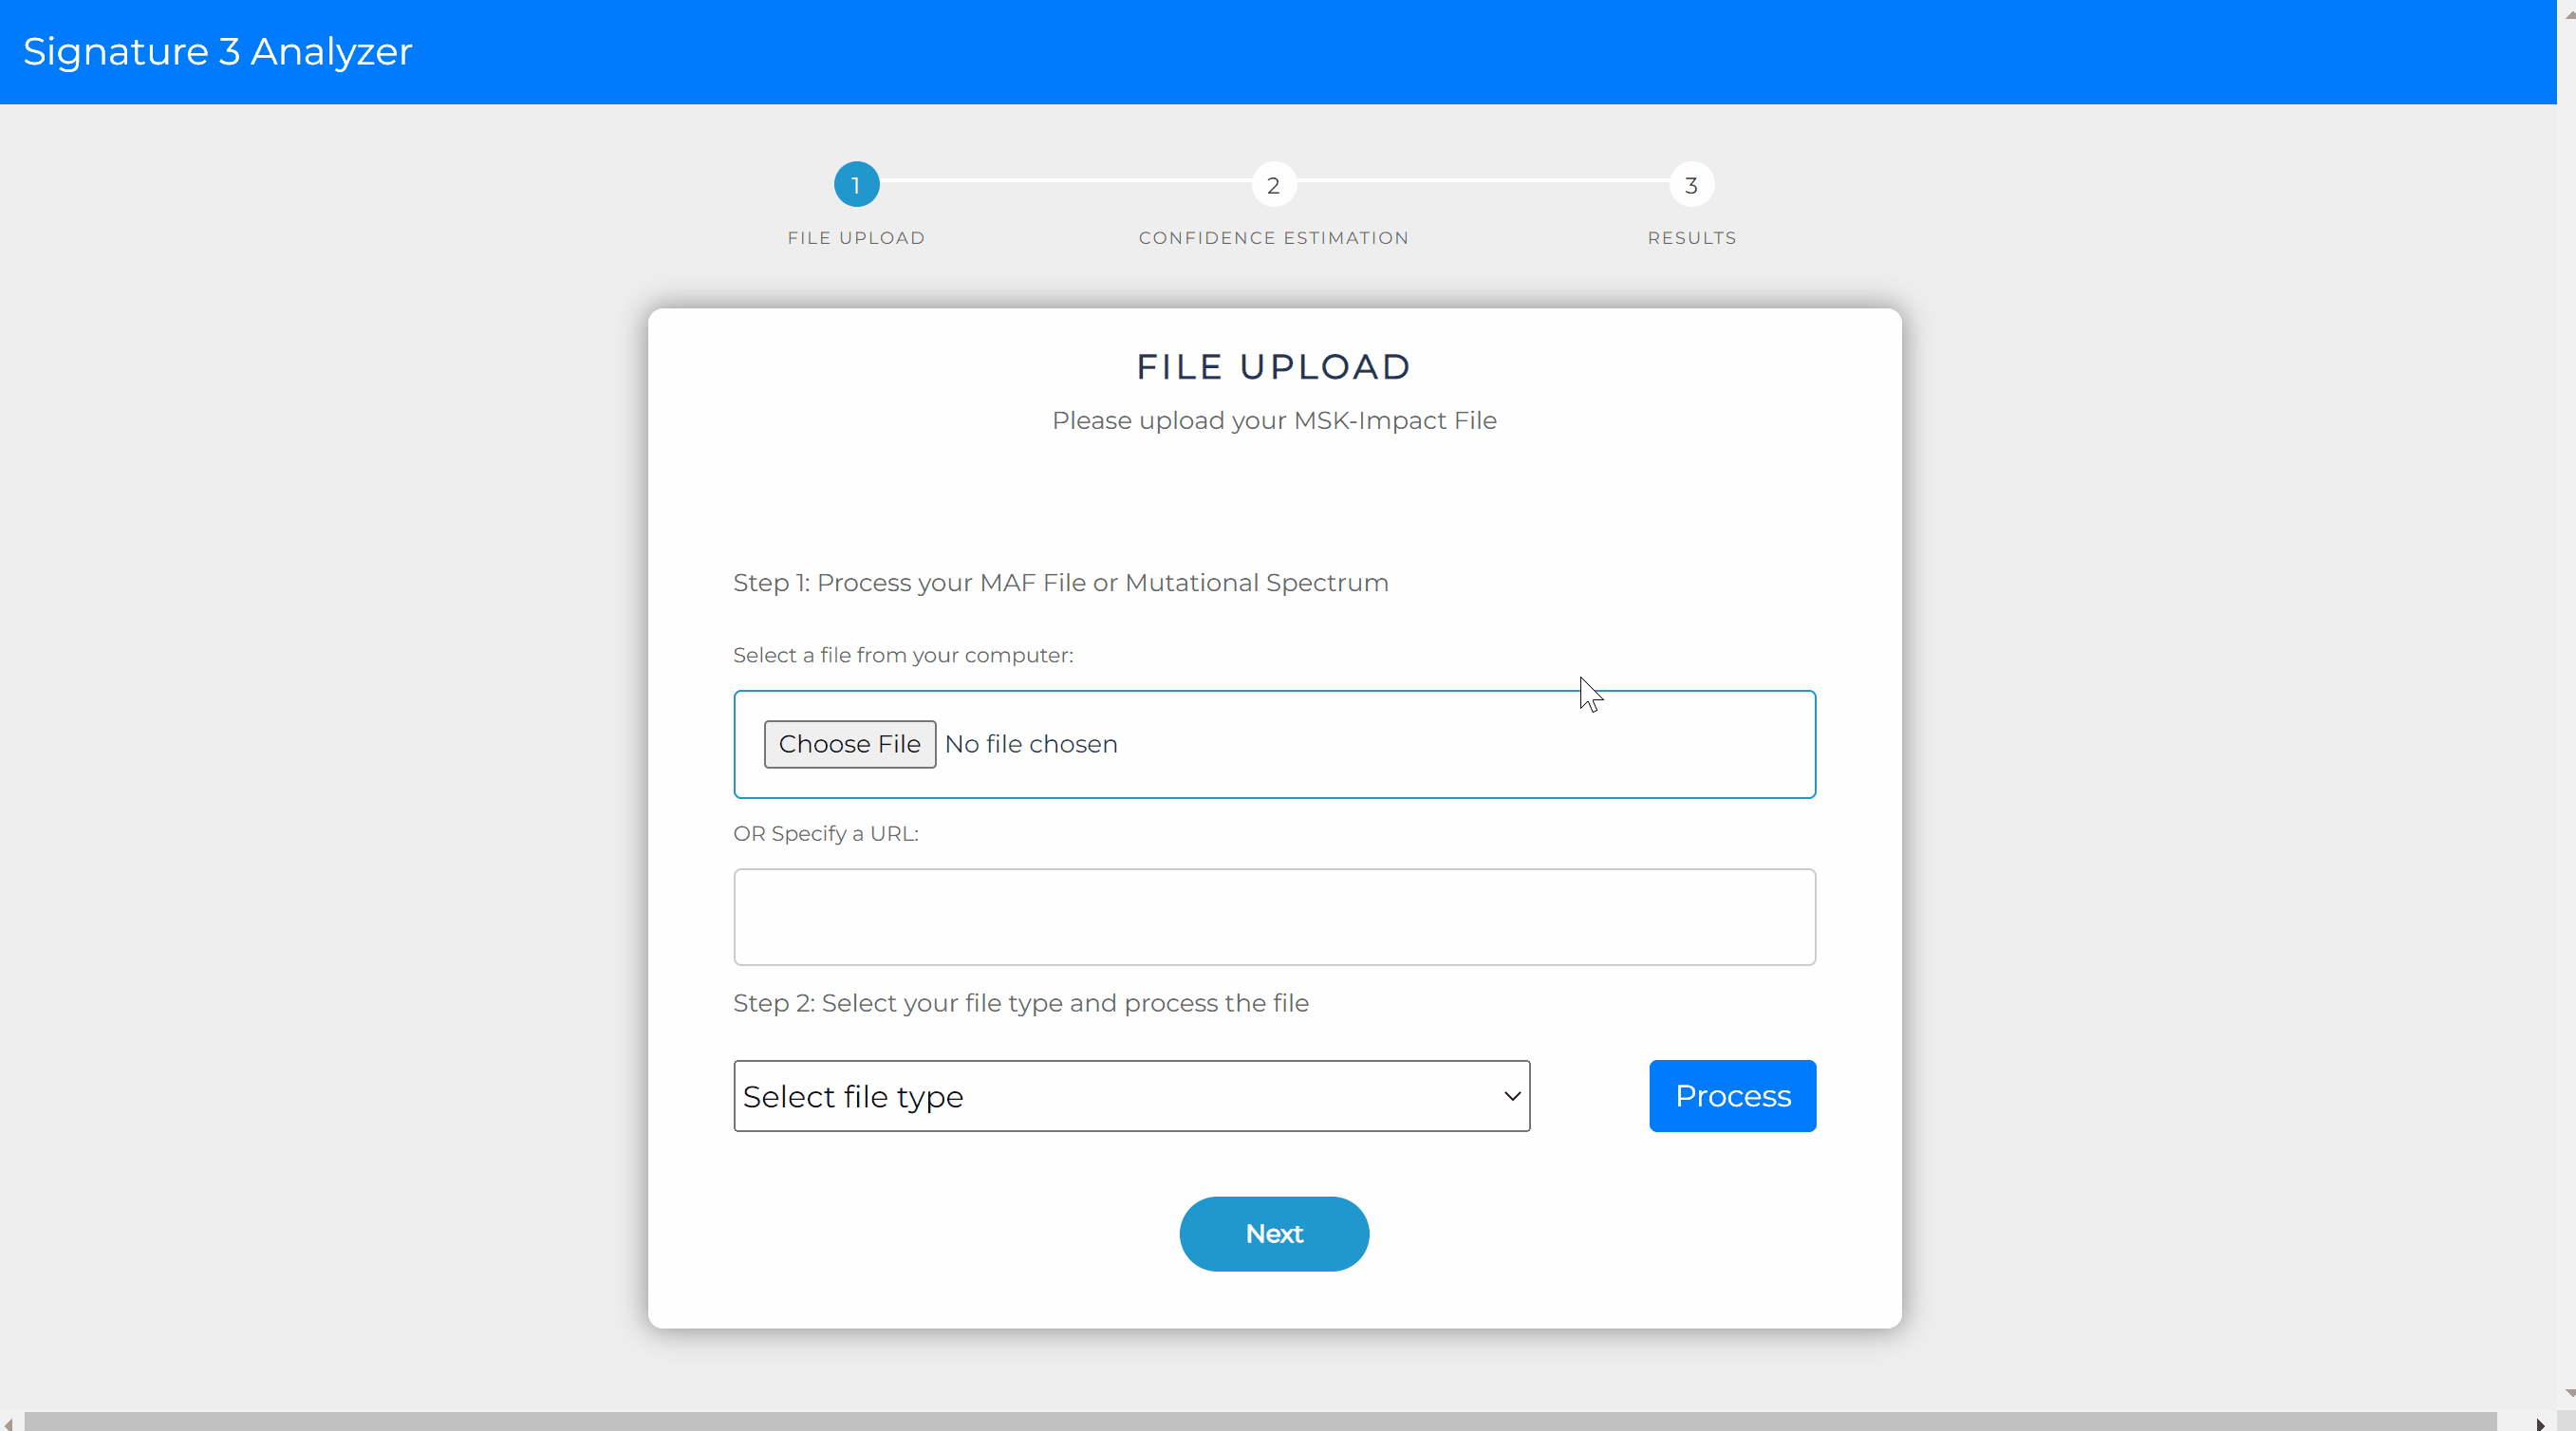 Signature 3 Analyzer
1
2
3
FILE UPLOAD
CONFIDENCE ESTIMATION
RESULTS
FILE UPLOAD
Please upload your MSK-Impact File
Step 1: Process your MAF File or Mutational Spectrum
Select a file from your computer:
Choose File No file chosen
OR Specify a URL:
Step 2: Select your file type and process the file
Select file type
Process
Next